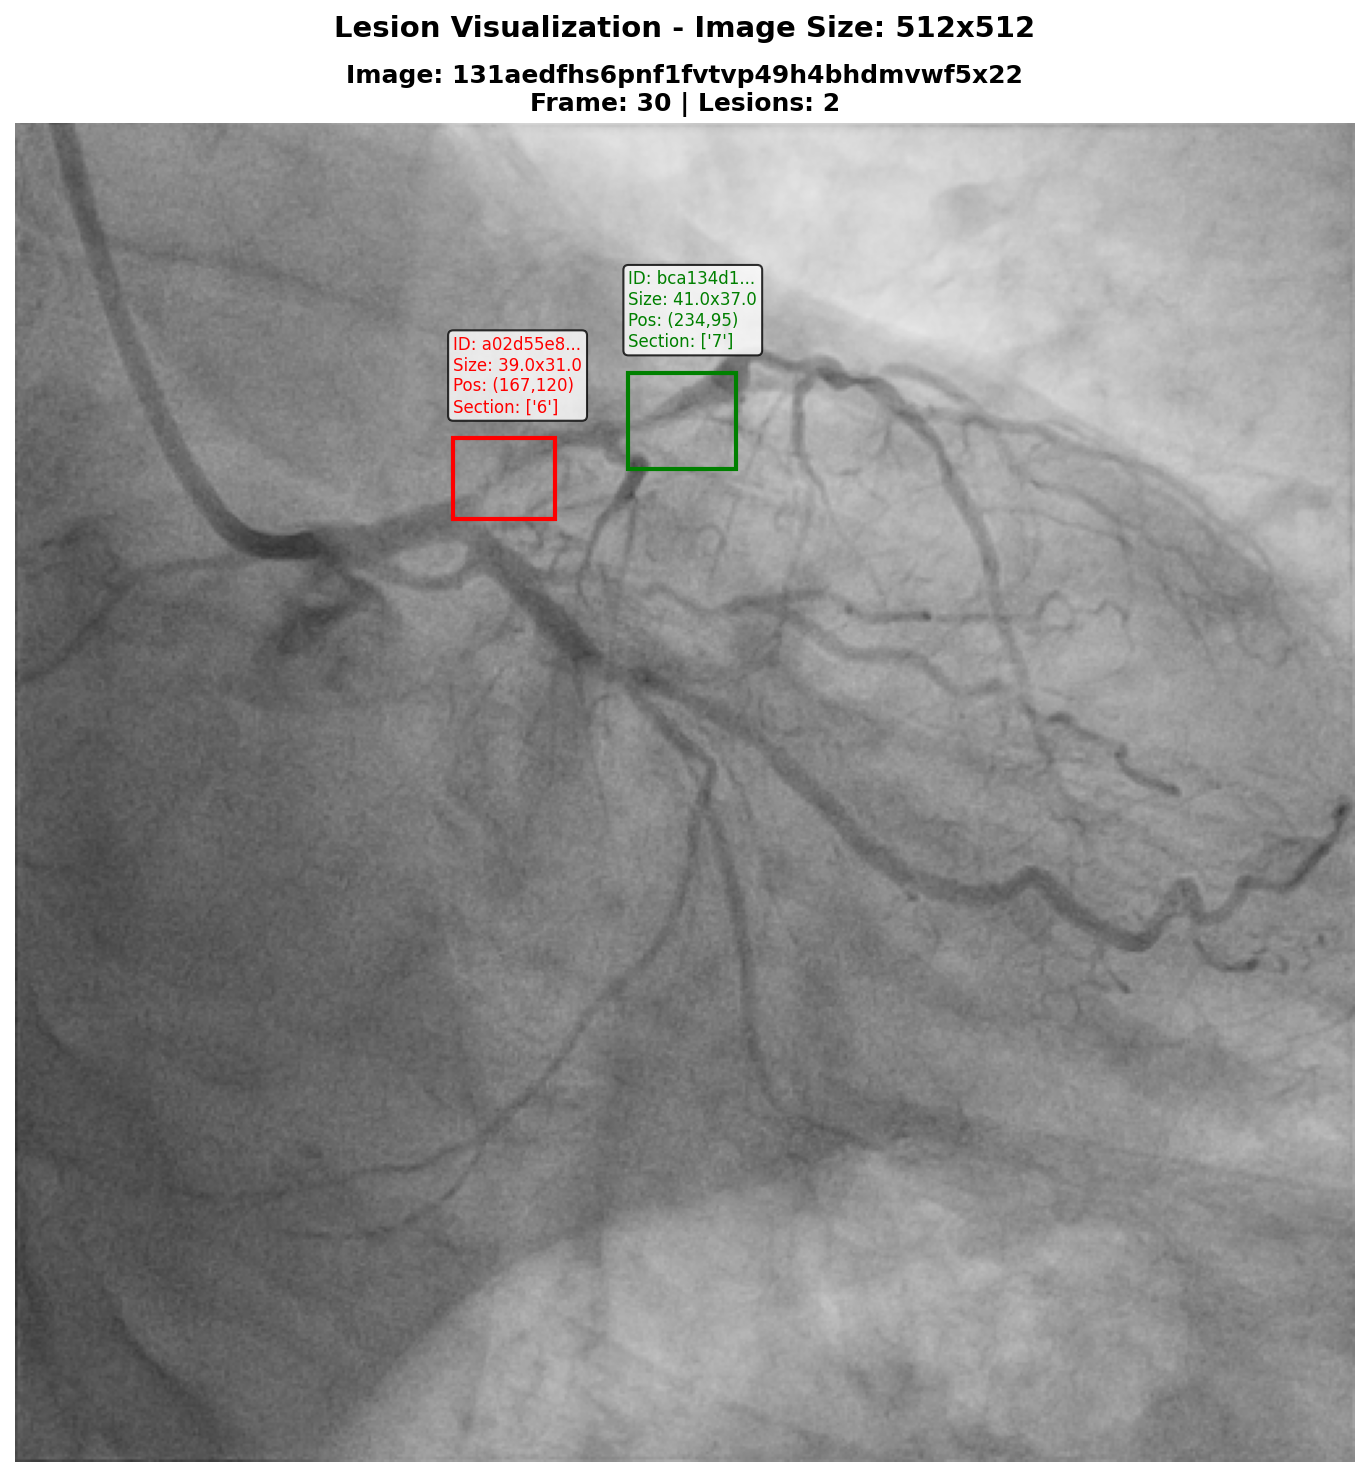 Lesion Visualization - Image Size: 512x512
Image: 131aedfhs6pnf1fvtvp49h4bhdmvwf5x22
Frame: 30 | Lesions: 2
ID: bca134d1...
Size: 41.0x37.0
Pos: (234,95)
Section: ['7']
ID: a02d55e8...
Size: 39.0x31.0
Pos: (167,120)
Section: ['6']